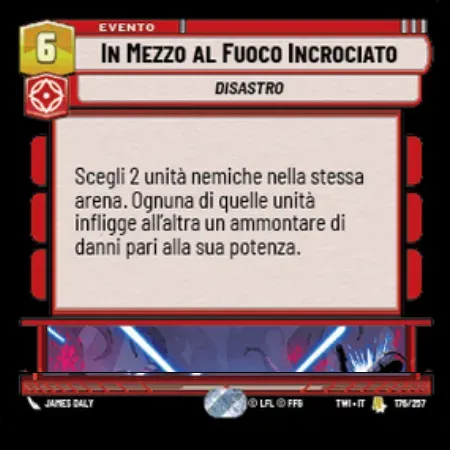 EVENTO
6
IN MEZZO AL FUOCO INCROCIATO
DISASTRO
Scegli 2 unità nemiche nella stessa
arena. Ognuna di quelle unità
infligge all'altra un ammontare di
danni pari alla sua potenza.
JAMES DALY © LFL © FFG TWI • IT 176/257